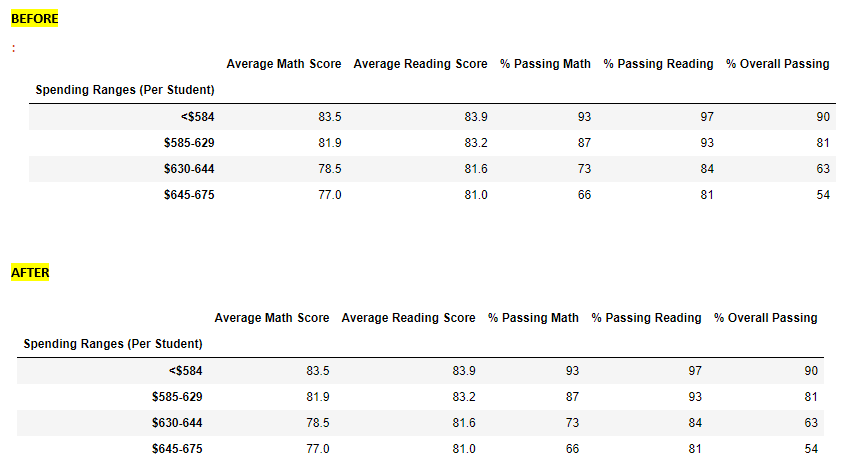 BEFORE
:
Average Math Score Average Reading Score % Passing Math % Passing Reading % Overall Passing
Spending Ranges (Per Student)
<$584 83.5 83.9 93 97 90
$585-629 81.9 83.2 87 93 81
$630-644 78.5 81.6 73 84 63
$645-675 77.0 81.0 66 81 54
AFTER
Average Math Score Average Reading Score % Passing Math % Passing Reading % Overall Passing
Spending Ranges (Per Student)
<$584 83.5 83.9 93 97 90
$585-629 81.9 83.2 87 93 81
$630-644 78.5 81.6 73 84 63
$645-675 77.0 81.0 66 81 54